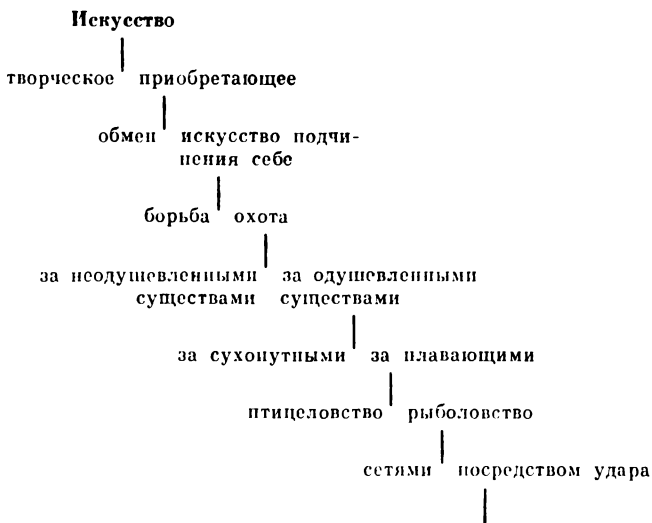 Искусство
творческое приобретающее
обмен искусство подчи-
нения себе
борьба охота
за неодушевленными за одушевленными
существами существами
за сухопутными за плавающими
птицеловство рыболовство
сетями посредством удара